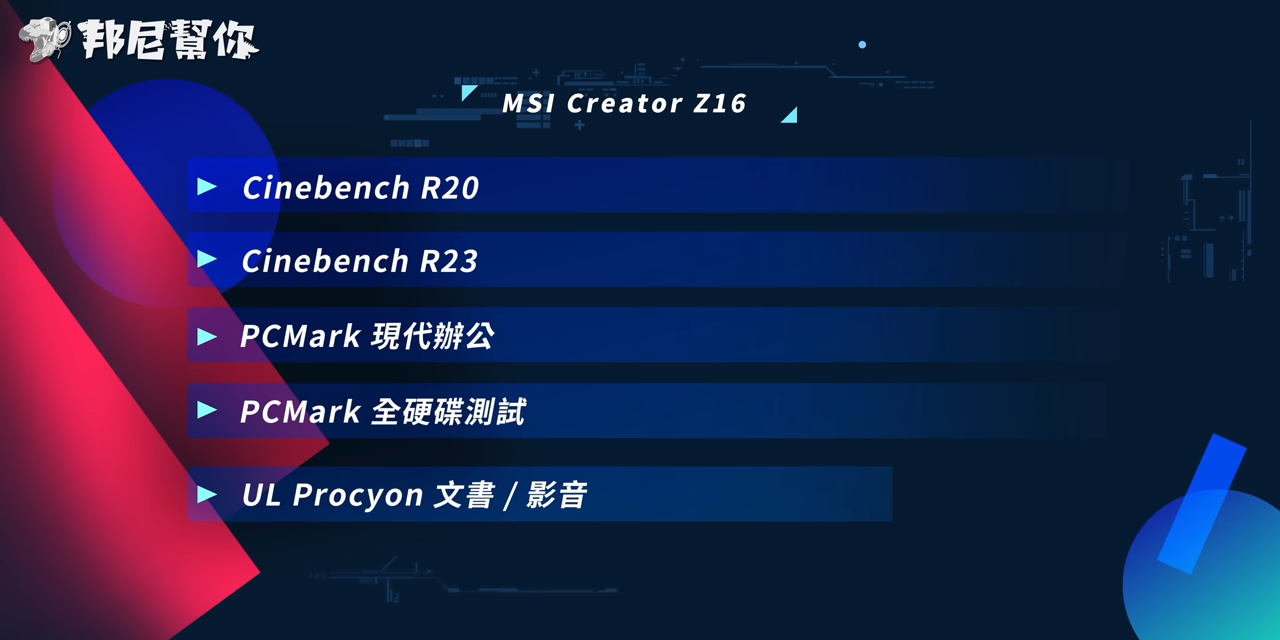 邦尼幫你
MSI Creator Z16
Cinebench R20
Cinebench R23
PCMark 現代辦公
PCMark 全硬碟測試
UL Procyon 文書 / 影音